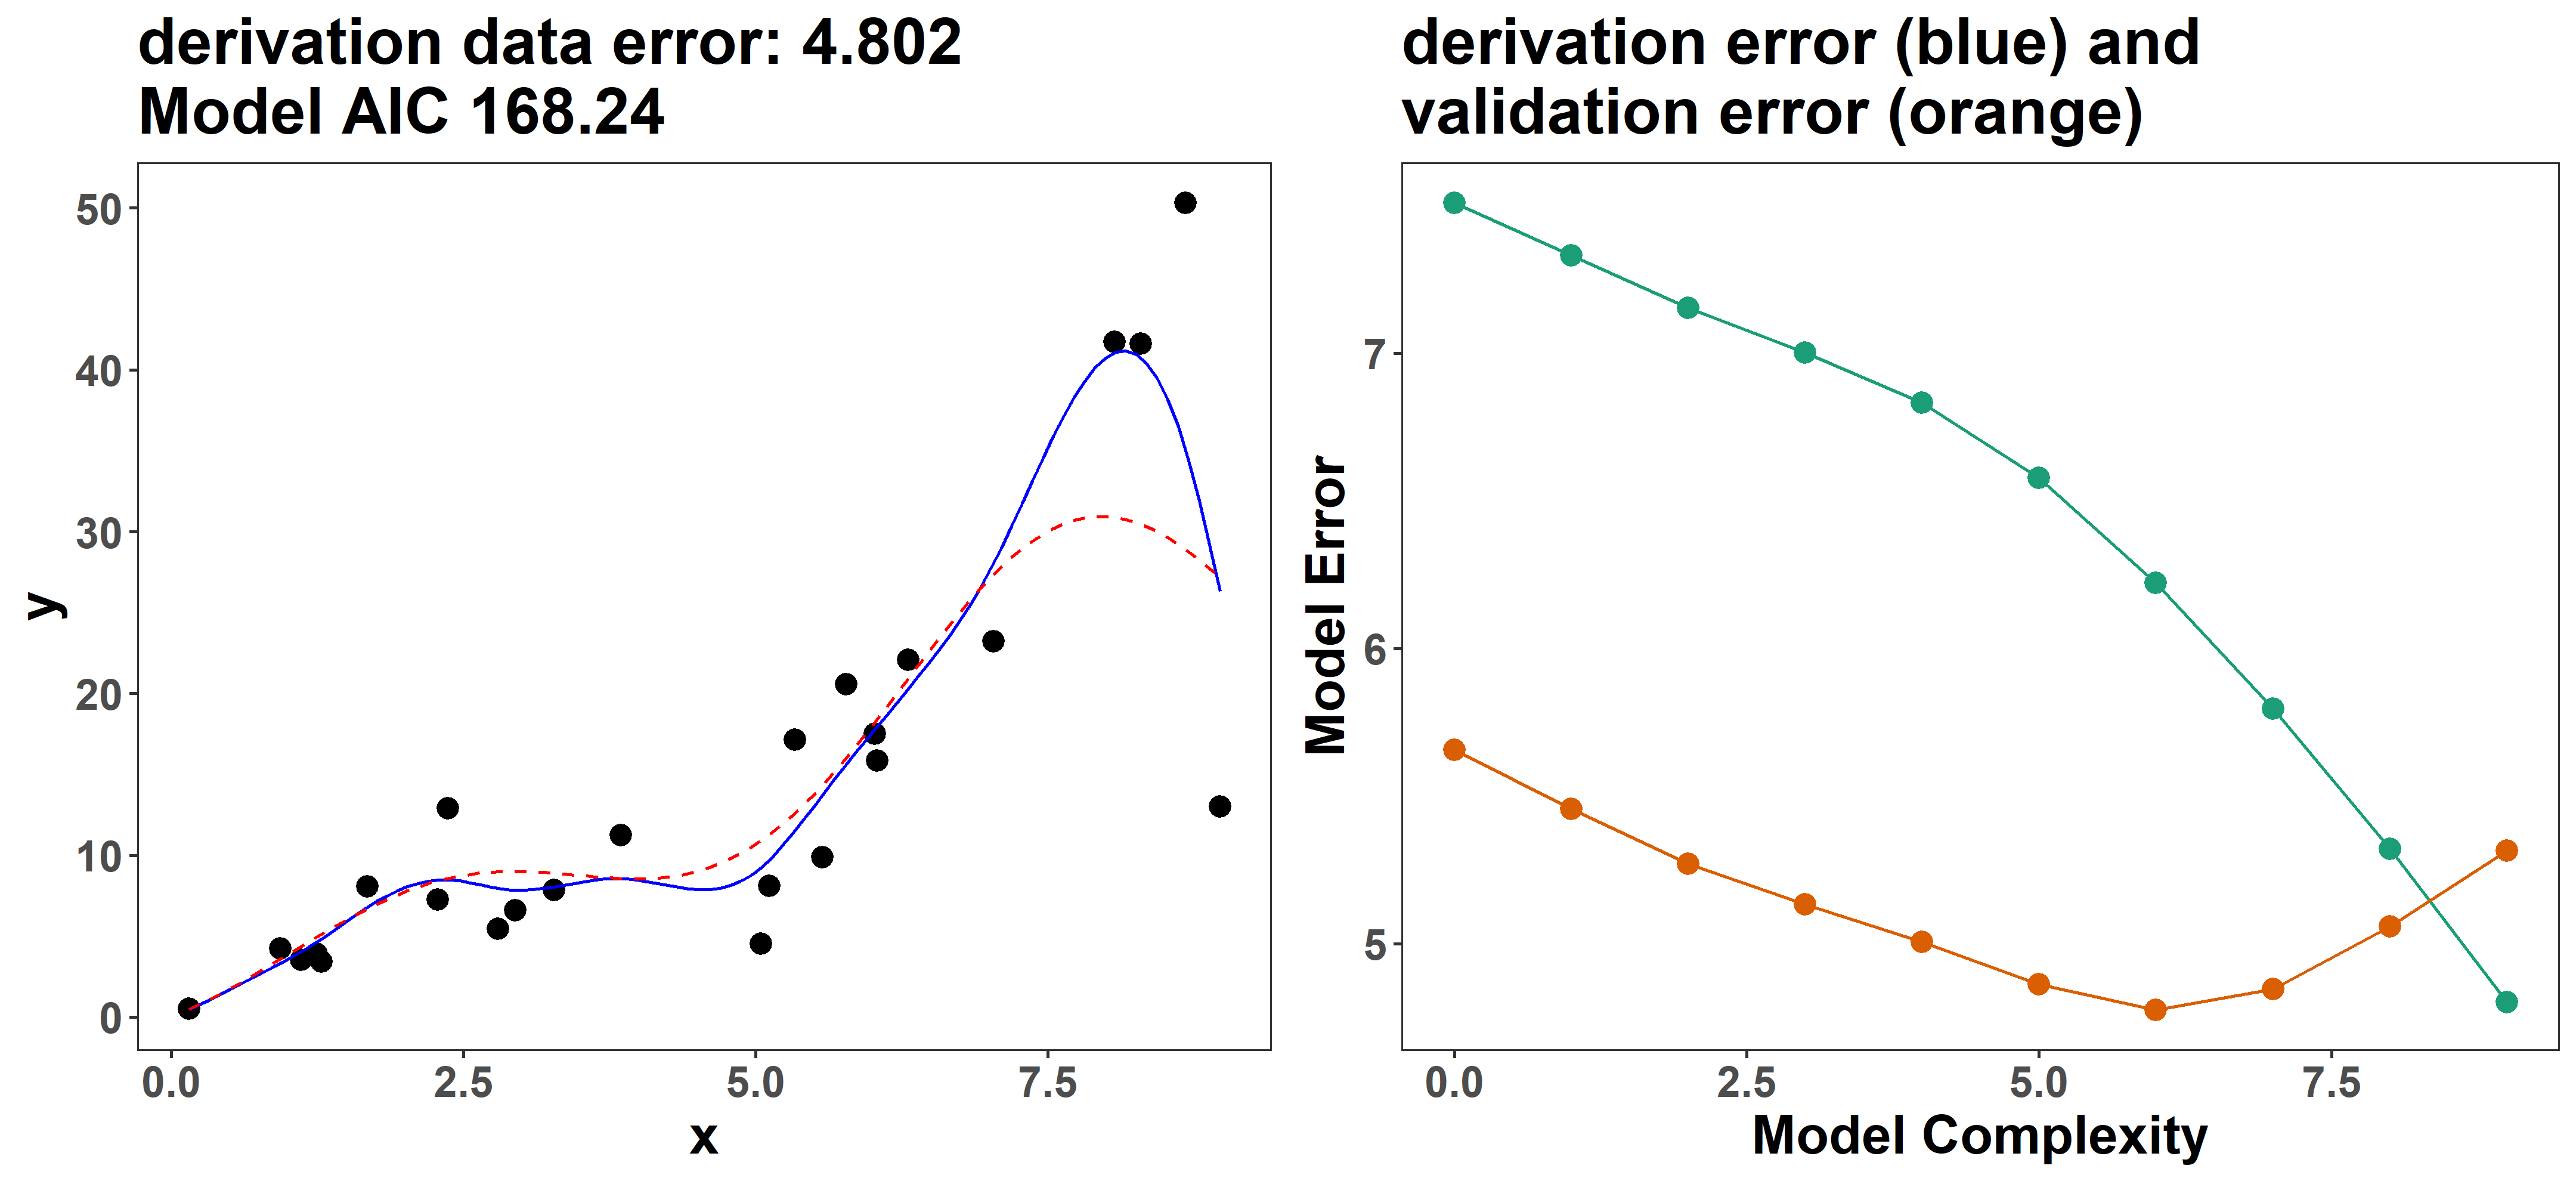 derivation data error: 4.802
Model AIC 168.24
50
40
30
20
10
0
y
0.0 2.5 5.0 7.5
x
derivation error (blue) and
validation error (orange)
7
6
5
Model Error
0.0 2.5 5.0 7.5
Model Complexity